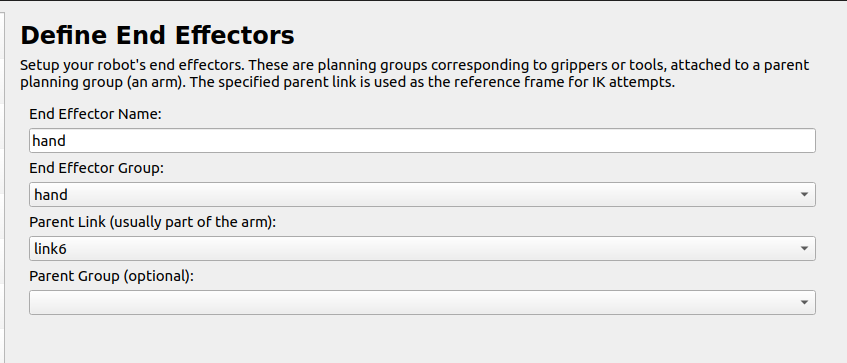 Define End Effectors
Setup your robot's end effectors. These are planning groups corresponding to grippers or tools, attached to a parent
planning group (an arm). The specified parent link is used as the reference frame for IK attempts.
End Effector Name:
hand
End Effector Group:
hand
Parent Link (usually part of the arm):
link6
Parent Group (optional):